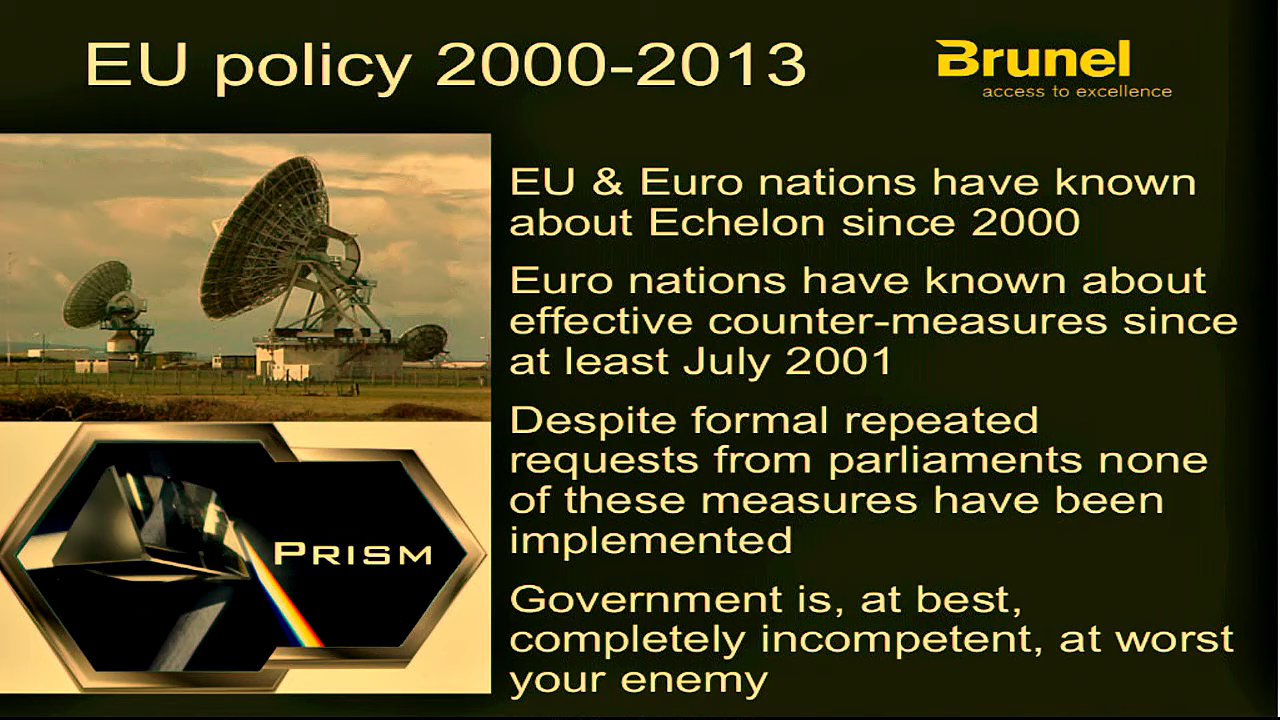 EU policy 2000-2013
Brunel
access to excellence
EU & Euro nations have known
about Echelon since 2000
Euro nations have known about
effective counter-measures since
at least July 2001
Despite formal repeated
requests from parliaments none
of these measures have been
implemented
Government is, at best,
completely incompetent, at worst
your enemy
PRISM